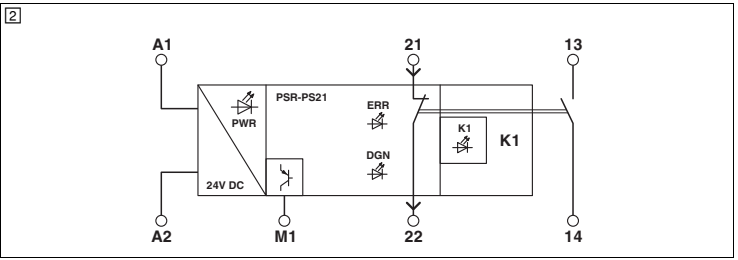 2
A1 21 13
PSR-PS21
ERR
PWR
K1
K1
DGN
24V DC
A2 M1 22 14